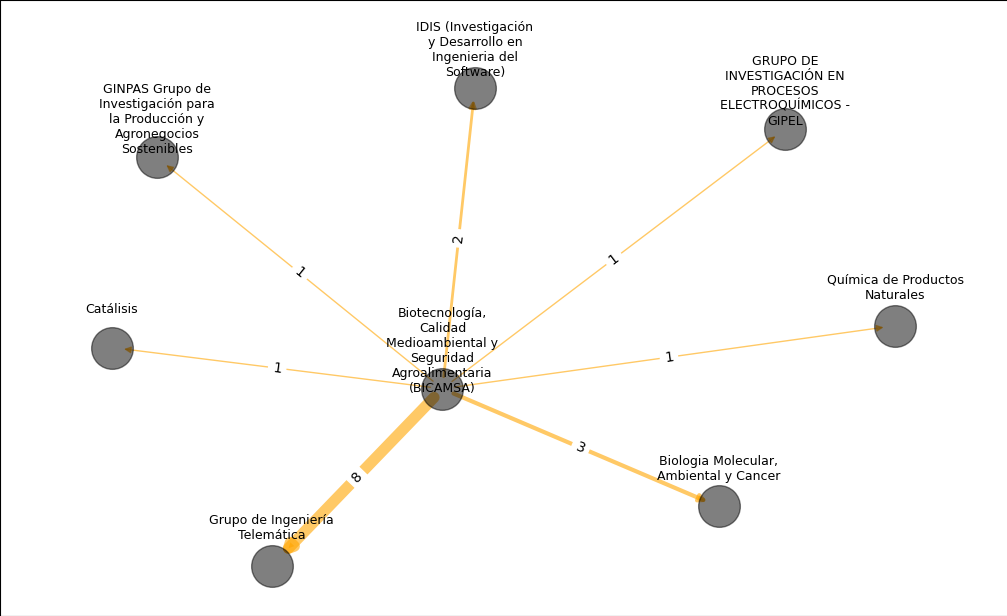 IDIS (Investigación
y Desarrollo en
Ingenieria del
Software)
GRUPO DE
INVESTIGACIÓN EN
PROCESOS
ELECTROQUÍMICOS -
GIPEL
GINPAS Grupo de
Investigación para
la Producción y
Agronegocios
Sostenibles
2
1
1
Química de Productos
Naturales
Catálisis
Biotecnología,
Calidad
Medioambiental y
Seguridad
Agroalimentaria
(BICAMSA)
1
1
3
8
Biologia Molecular,
Ambiental y Cancer
Grupo de Ingeniería
Telemática